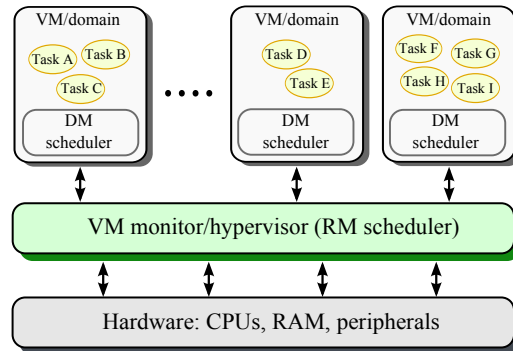 VM/domain
Task A
Task B
Task C
DM
scheduler
VM/domain
Task D
Task E
DM
scheduler
VM/domain
Task F
Task G
Task H
Task I
DM
scheduler
VM monitor/hypervisor (RM scheduler)
Hardware: CPUs, RAM, peripherals